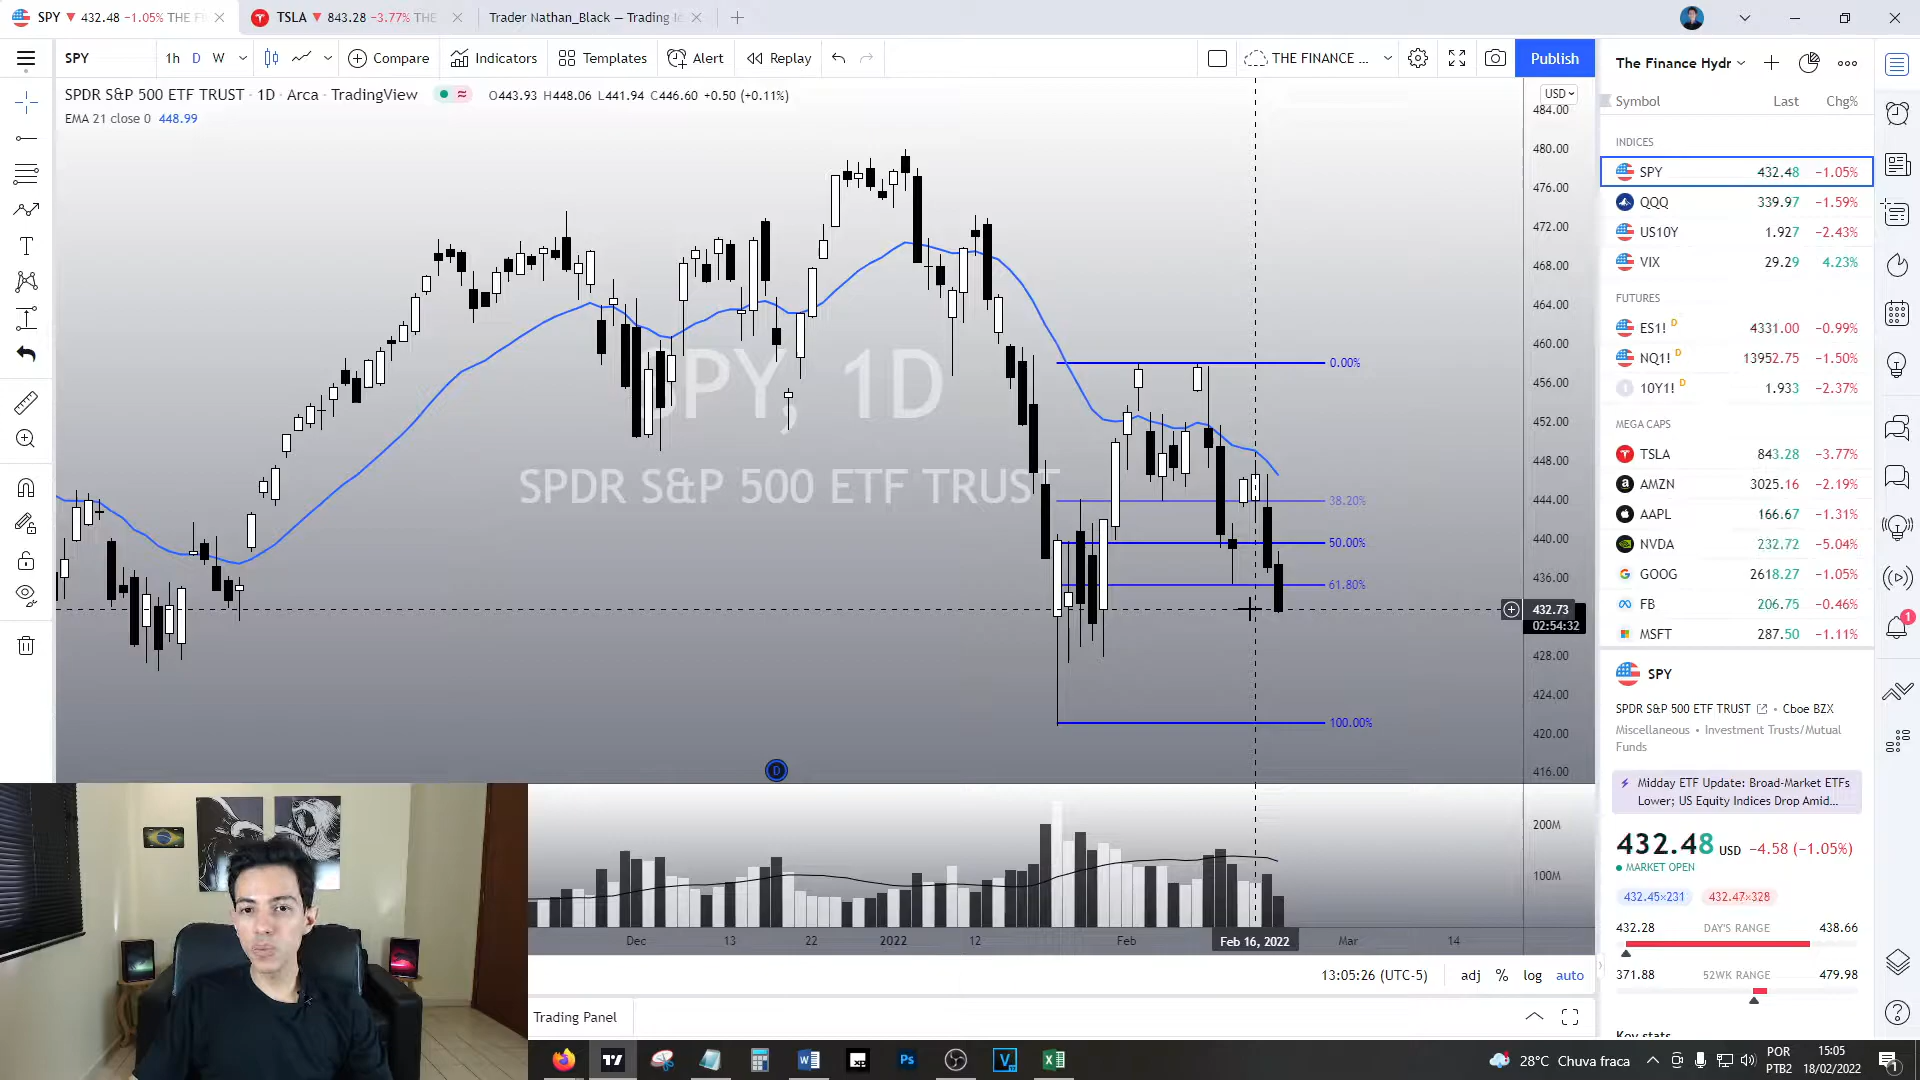 SPY ▼ 432.48 −1.05% THE FI
TSLA ▼ 843.28 −3.77% THE
Trader Nathan_Black — Trading Id
SPY
1h D W
Compare
Indicators
Templates
Alert
Replay
THE FINANCE ...
Publish
SPDR S&P 500 ETF TRUST · 1D · Arca · TradingView
O443.93 H448.06 L441.94 C446.60 +0.50 (+0.11%)
EMA 21 close 0 448.99
SPY, 1D
SPDR S&P 500 ETF TRUST
0.00%
38.20%
50.00%
61.80%
100.00%
D
USD
484.00
480.00
476.00
472.00
468.00
464.00
460.00
456.00
452.00
448.00
444.00
440.00
436.00
432.73
02:54:32
428.00
424.00
420.00
416.00
200M
100M
Dec 13 22 2022 12 Feb Feb 16, 2022 Mar 14
13:05:26 (UTC-5) adj % log auto
Trading Panel
The Finance Hydr
Symbol Last Chg%
INDICES
SPY 432.48 −1.05%
QQQ 339.97 −1.59%
US10Y 1.927 −2.43%
VIX 29.29 4.23%
FUTURES
ES1! D 4331.00 −0.99%
NQ1! D 13952.75 −1.50%
10Y1! D 1.933 −2.37%
MEGA CAPS
TSLA 843.28 −3.77%
AMZN 3025.16 −2.19%
AAPL 166.67 −1.31%
NVDA 232.72 −5.04%
GOOG 2618.27 −1.05%
FB 206.75 −0.46%
MSFT 287.50 −1.11%
1
SPY
SPDR S&P 500 ETF TRUST • Cboe BZX
Miscellaneous • Investment Trusts/Mutual
Funds
Midday ETF Update: Broad-Market ETFs
Lower; US Equity Indices Drop Amid...
432.48 USD −4.58 (−1.05%)
MARKET OPEN
432.45×231 432.47×328
432.28 DAY'S RANGE 438.66
371.88 52WK RANGE 479.98
Key stats
Ps
28°C Chuva fraca
POR
PTB2
15:05
18/02/2022
1